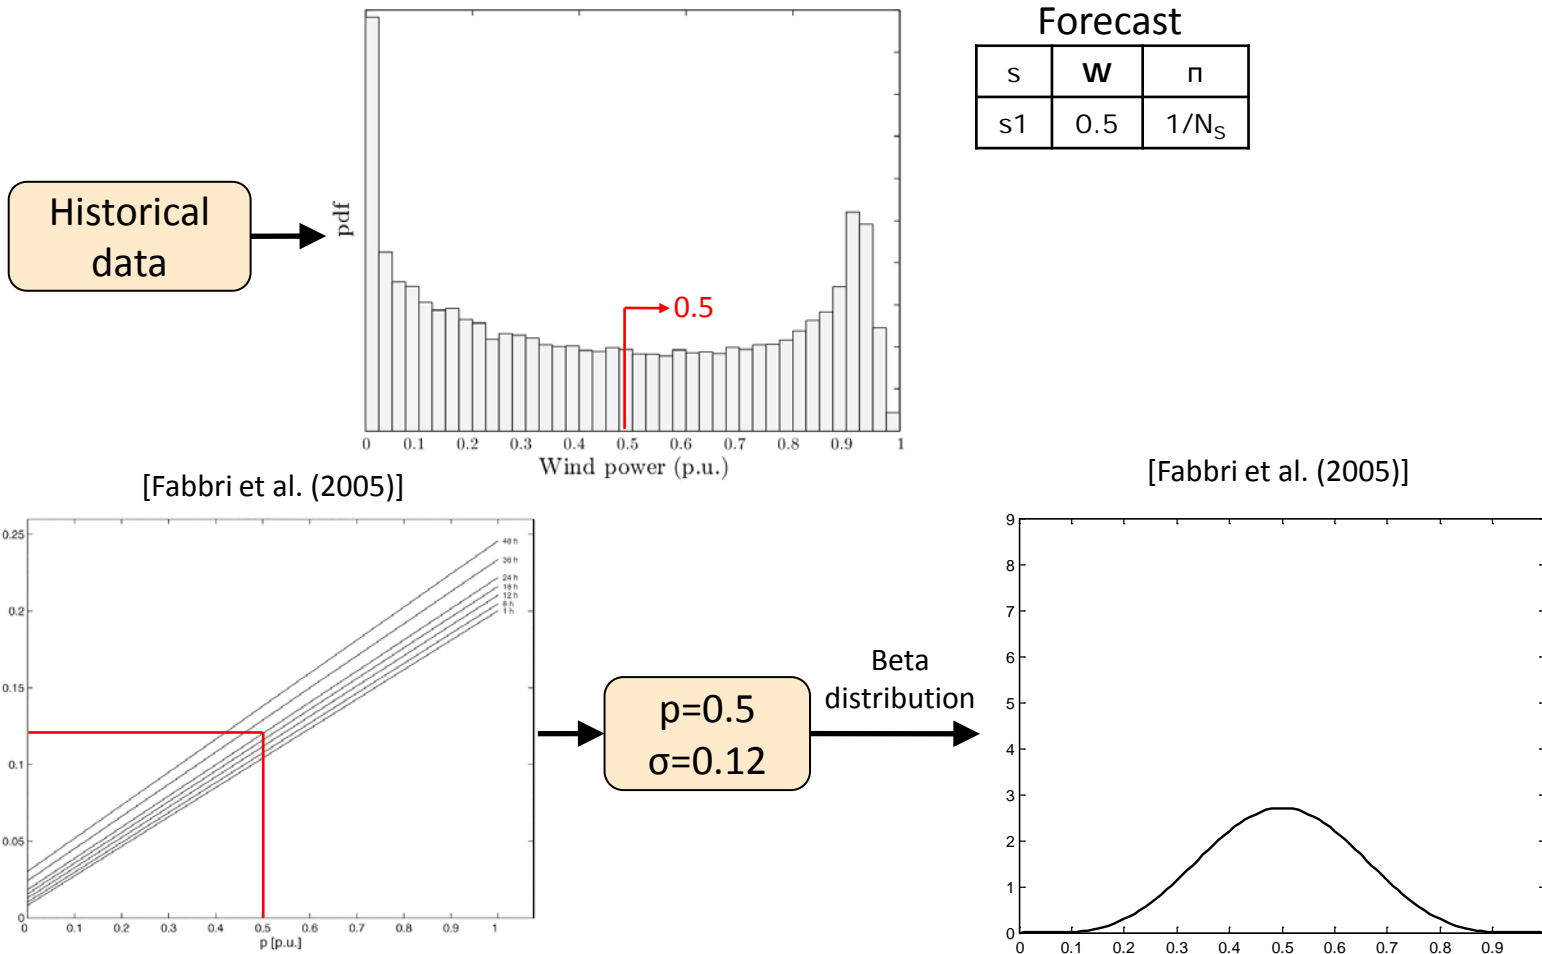 Forecast
s W п
s1 0.5 1/N_S
Historical
data
pdf
0.5
0 0.1 0.2 0.3 0.4 0.5 0.6 0.7 0.8 0.9 1
Wind power (p.u.)
[Fabbri et al. (2005)]
[Fabbri et al. (2005)]
0.25
0.2
0.15
0.1
0.05
0
48 h
36 h
24 h
18 h
12 h
6 h
1 h
0 0.1 0.2 0.3 0.4 0.5 0.6 0.7 0.8 0.9 1
p [p.u.]
p=0.5
σ=0.12
Beta
distribution
9
8
7
6
5
4
3
2
1
0
0 0.1 0.2 0.3 0.4 0.5 0.6 0.7 0.8 0.9